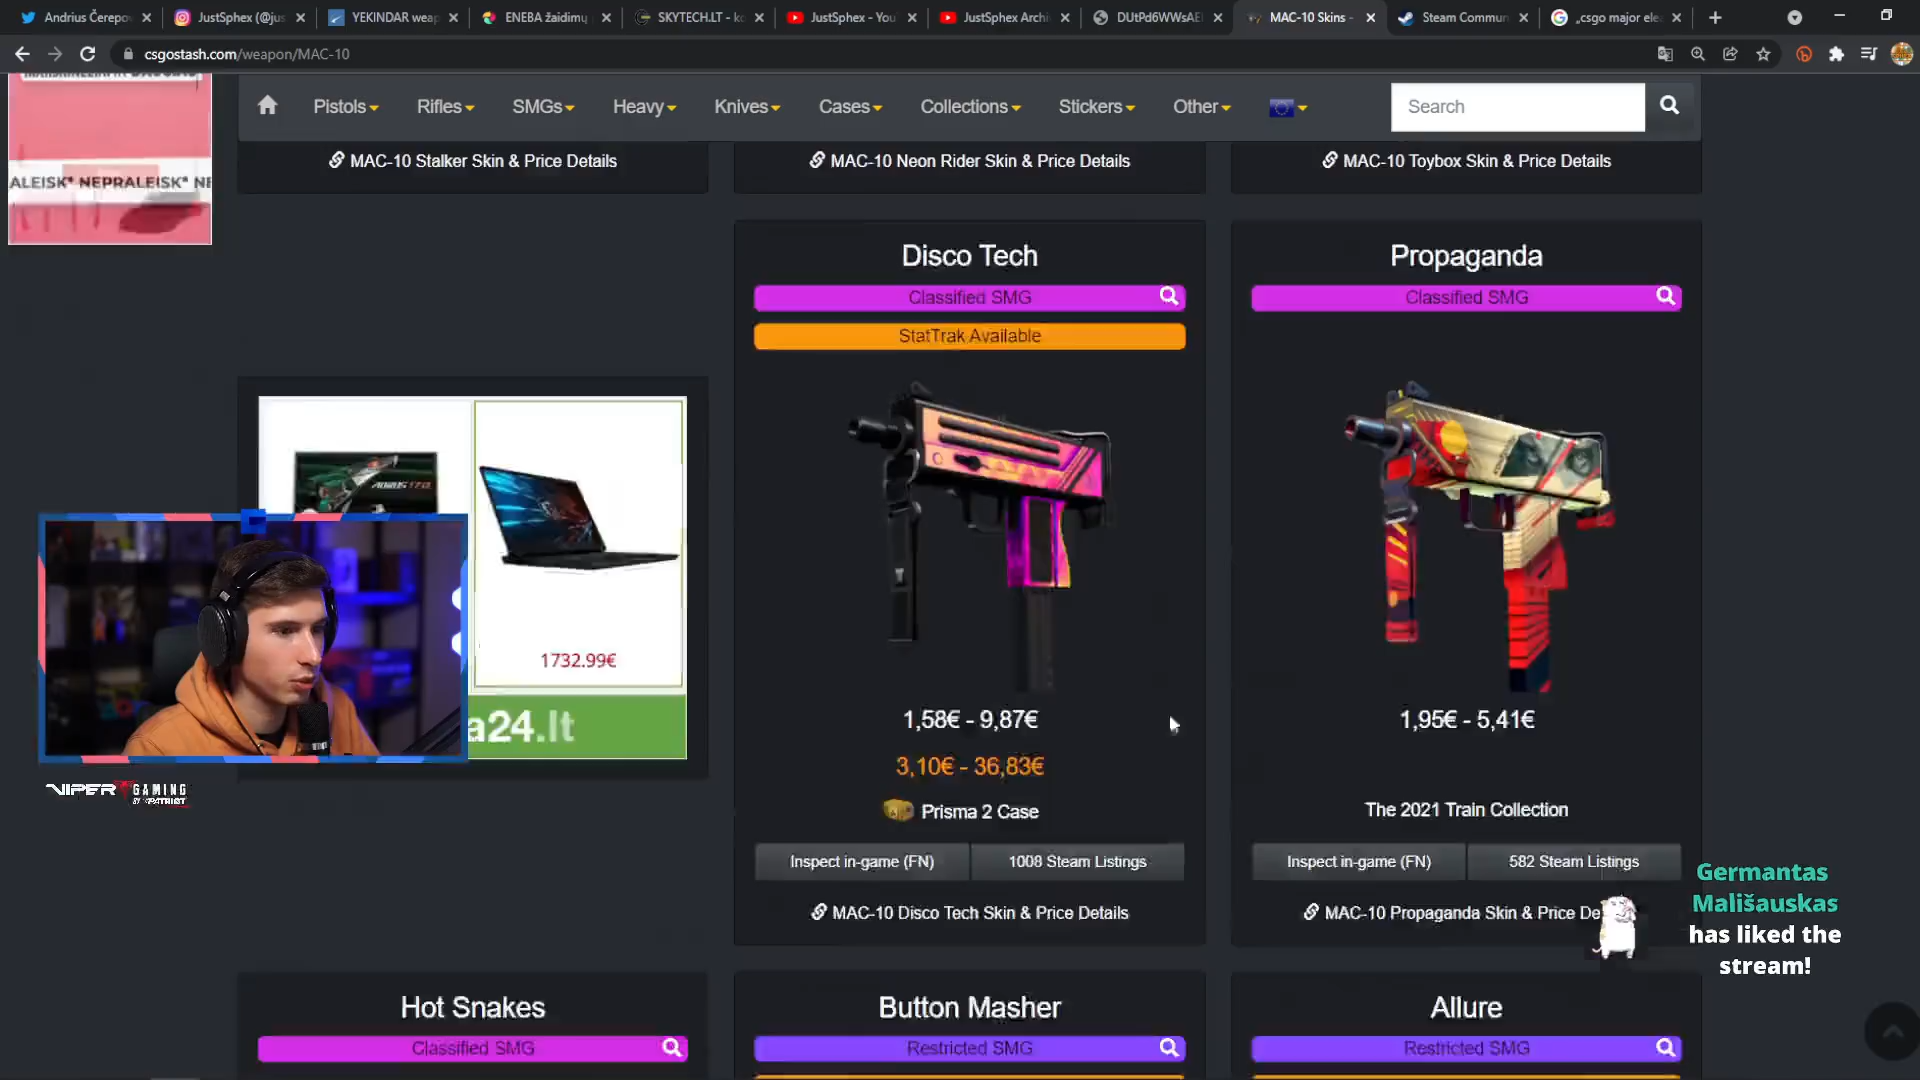 Andrius Čerepov
JustSphex (@jus
YEKINDAR weap
ENEBA žaidimų
SKYTECH.LT - ko
JustSphex - You
JustSphex Archi
DUtPd6WWsAE
MAC-10 Skins -
Steam Commun
„csgo major ele
csgostash.com/weapon/MAC-10
Pistols
Rifles
SMGs
Heavy
Knives
Cases
Collections
Stickers
Other
Search
ALEISK* NEPRALEISK* NE
MAC-10 Stalker Skin & Price Details
MAC-10 Neon Rider Skin & Price Details
MAC-10 Toybox Skin & Price Details
Disco Tech
Classified SMG
StatTrak Available
1,58€ - 9,87€
3,10€ - 36,83€
Prisma 2 Case
Inspect in-game (FN)
1008 Steam Listings
MAC-10 Disco Tech Skin & Price Details
Propaganda
Classified SMG
1,95€ - 5,41€
The 2021 Train Collection
Inspect in-game (FN)
582 Steam Listings
MAC-10 Propaganda Skin & Price De
1732.99€
a24.lt
VIPER GAMING
BY PATRIOT
Germantas
Mališauskas
has liked the
stream!
Hot Snakes
Classified SMG
Button Masher
Restricted SMG
Allure
Restricted SMG